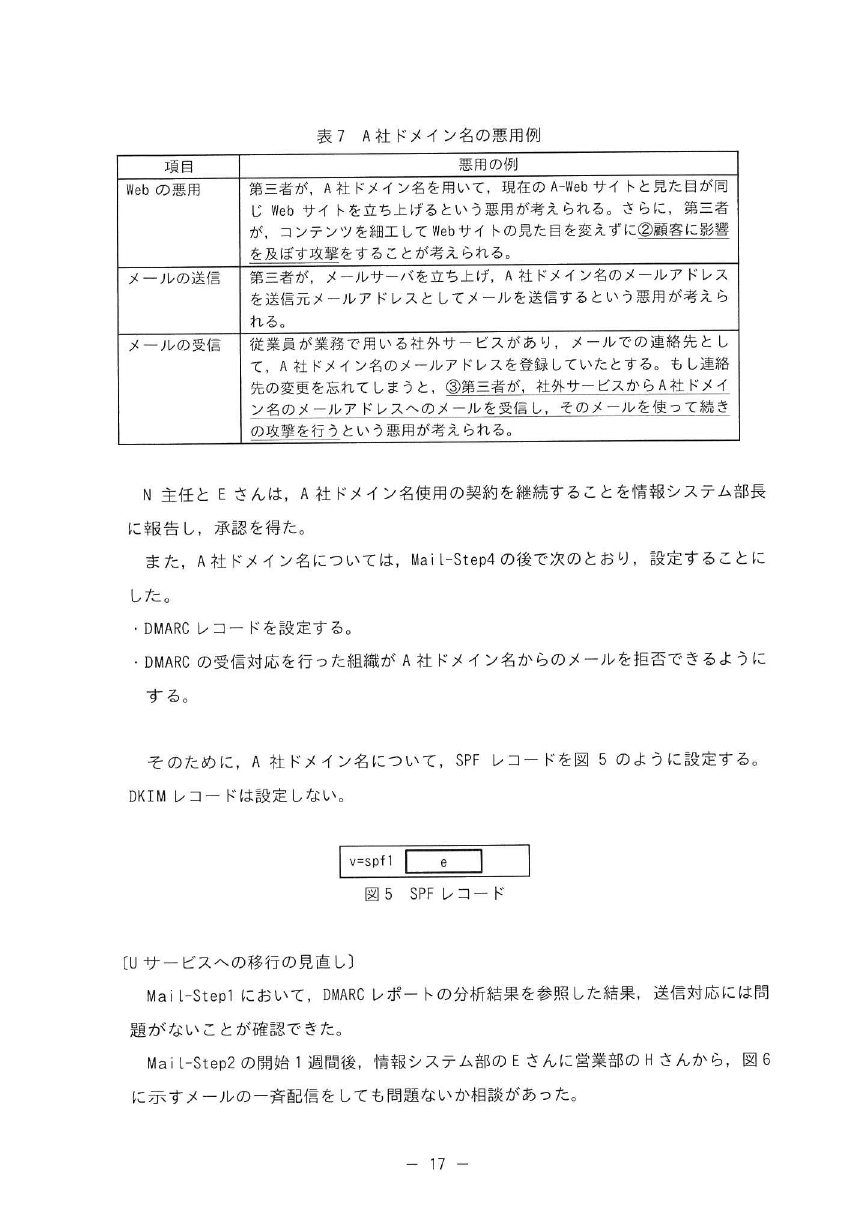 表7 A社ドメイン名の悪用例
項目 悪用の例
Webの悪用 第三者が，A社ドメイン名を用いて，現在のA-Webサイトと見た目が同
じWebサイトを立ち上げるという悪用が考えられる。さらに，第三者
が，コンテンツを細工してWebサイトの見た目を変えずに②顧客に影響
を及ぼす攻撃をすることが考えられる。
メールの送信 第三者が，メールサーバを立ち上げ，A社ドメイン名のメールアドレス
を送信元メールアドレスとしてメールを送信するという悪用が考えら
れる。
メールの受信 従業員が業務で用いる社外サービスがあり，メールでの連絡先とし
て，A社ドメイン名のメールアドレスを登録していたとする。もし連絡
先の変更を忘れてしまうと，③第三者が，社外サービスからA社ドメイ
ン名のメールアドレスへのメールを受信し，そのメールを使って続き
の攻撃を行うという悪用が考えられる。
N主任とEさんは，A社ドメイン名使用の契約を継続することを情報システム部長
に報告し，承認を得た。
また，A社ドメイン名については，Mail-Step4の後で次のとおり，設定することに
した。
・DMARCレコードを設定する。
・DMARCの受信対応を行った組織がA社ドメイン名からのメールを拒否できるように
する。
そのために，A社ドメイン名について，SPFレコードを図5のように設定する。
DKIMレコードは設定しない。
v=spf1 e
図5 SPFレコード
〔Uサービスへの移行の見直し〕
Mail-Step1において，DMARCレポートの分析結果を参照した結果，送信対応には問
題がないことが確認できた。
Mail-Step2の開始1週間後，情報システム部のEさんに営業部のHさんから，図6
に示すメールの一斉配信をしても問題ないか相談があった。
－ 17 －